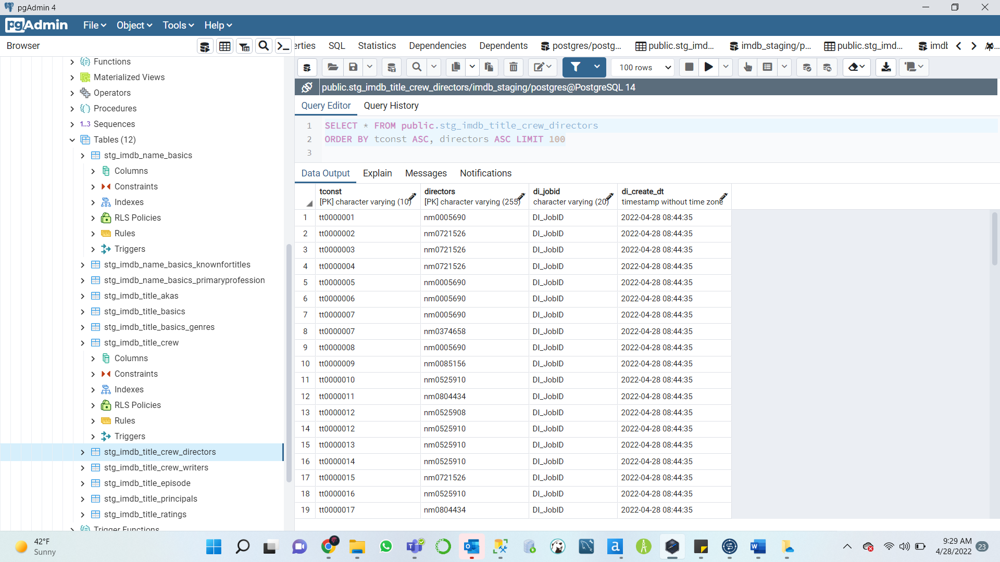 pgAdmin 4
pgAdmin File Object Tools Help
Browser
erties SQL Statistics Dependencies Dependents postgres/postg... public.stg_imd... imdb_staging/p... public.stg_imd... imdb
100 rows
public.stg_imdb_title_crew_directors/imdb_staging/postgres@PostgreSQL 14
Query Editor Query History
1 SELECT * FROM public.stg_imdb_title_crew_directors
2 ORDER BY tconst ASC, directors ASC LIMIT 100
3
Data Output Explain Messages Notifications
tconst directors di_jobid di_create_dt
[PK] character varying (10) [PK] character varying (255) character varying (20) timestamp without time zone
1 tt0000001 nm0005690 DI_JobID 2022-04-28 08:44:35
2 tt0000002 nm0721526 DI_JobID 2022-04-28 08:44:35
3 tt0000003 nm0721526 DI_JobID 2022-04-28 08:44:35
4 tt0000004 nm0721526 DI_JobID 2022-04-28 08:44:35
5 tt0000005 nm0005690 DI_JobID 2022-04-28 08:44:35
6 tt0000006 nm0005690 DI_JobID 2022-04-28 08:44:35
7 tt0000007 nm0005690 DI_JobID 2022-04-28 08:44:35
8 tt0000007 nm0374658 DI_JobID 2022-04-28 08:44:35
9 tt0000008 nm0005690 DI_JobID 2022-04-28 08:44:35
10 tt0000009 nm0085156 DI_JobID 2022-04-28 08:44:35
11 tt0000010 nm0525910 DI_JobID 2022-04-28 08:44:35
12 tt0000011 nm0804434 DI_JobID 2022-04-28 08:44:35
13 tt0000012 nm0525908 DI_JobID 2022-04-28 08:44:35
14 tt0000012 nm0525910 DI_JobID 2022-04-28 08:44:35
15 tt0000013 nm0525910 DI_JobID 2022-04-28 08:44:35
16 tt0000014 nm0525910 DI_JobID 2022-04-28 08:44:35
17 tt0000015 nm0721526 DI_JobID 2022-04-28 08:44:35
18 tt0000016 nm0525910 DI_JobID 2022-04-28 08:44:35
19 tt0000017 nm0804434 DI_JobID 2022-04-28 08:44:35
Functions
Materialized Views
Operators
Procedures
1..3 Sequences
Tables (12)
stg_imdb_name_basics
Columns
Constraints
Indexes
RLS Policies
Rules
Triggers
stg_imdb_name_basics_knownfortitles
stg_imdb_name_basics_primaryprofession
stg_imdb_title_akas
stg_imdb_title_basics
stg_imdb_title_basics_genres
stg_imdb_title_crew
Columns
Constraints
Indexes
RLS Policies
Rules
Triggers
stg_imdb_title_crew_directors
stg_imdb_title_crew_writers
stg_imdb_title_episode
stg_imdb_title_principals
stg_imdb_title_ratings
Trigger Functions
42°F
Sunny
9:29 AM
4/28/2022
23